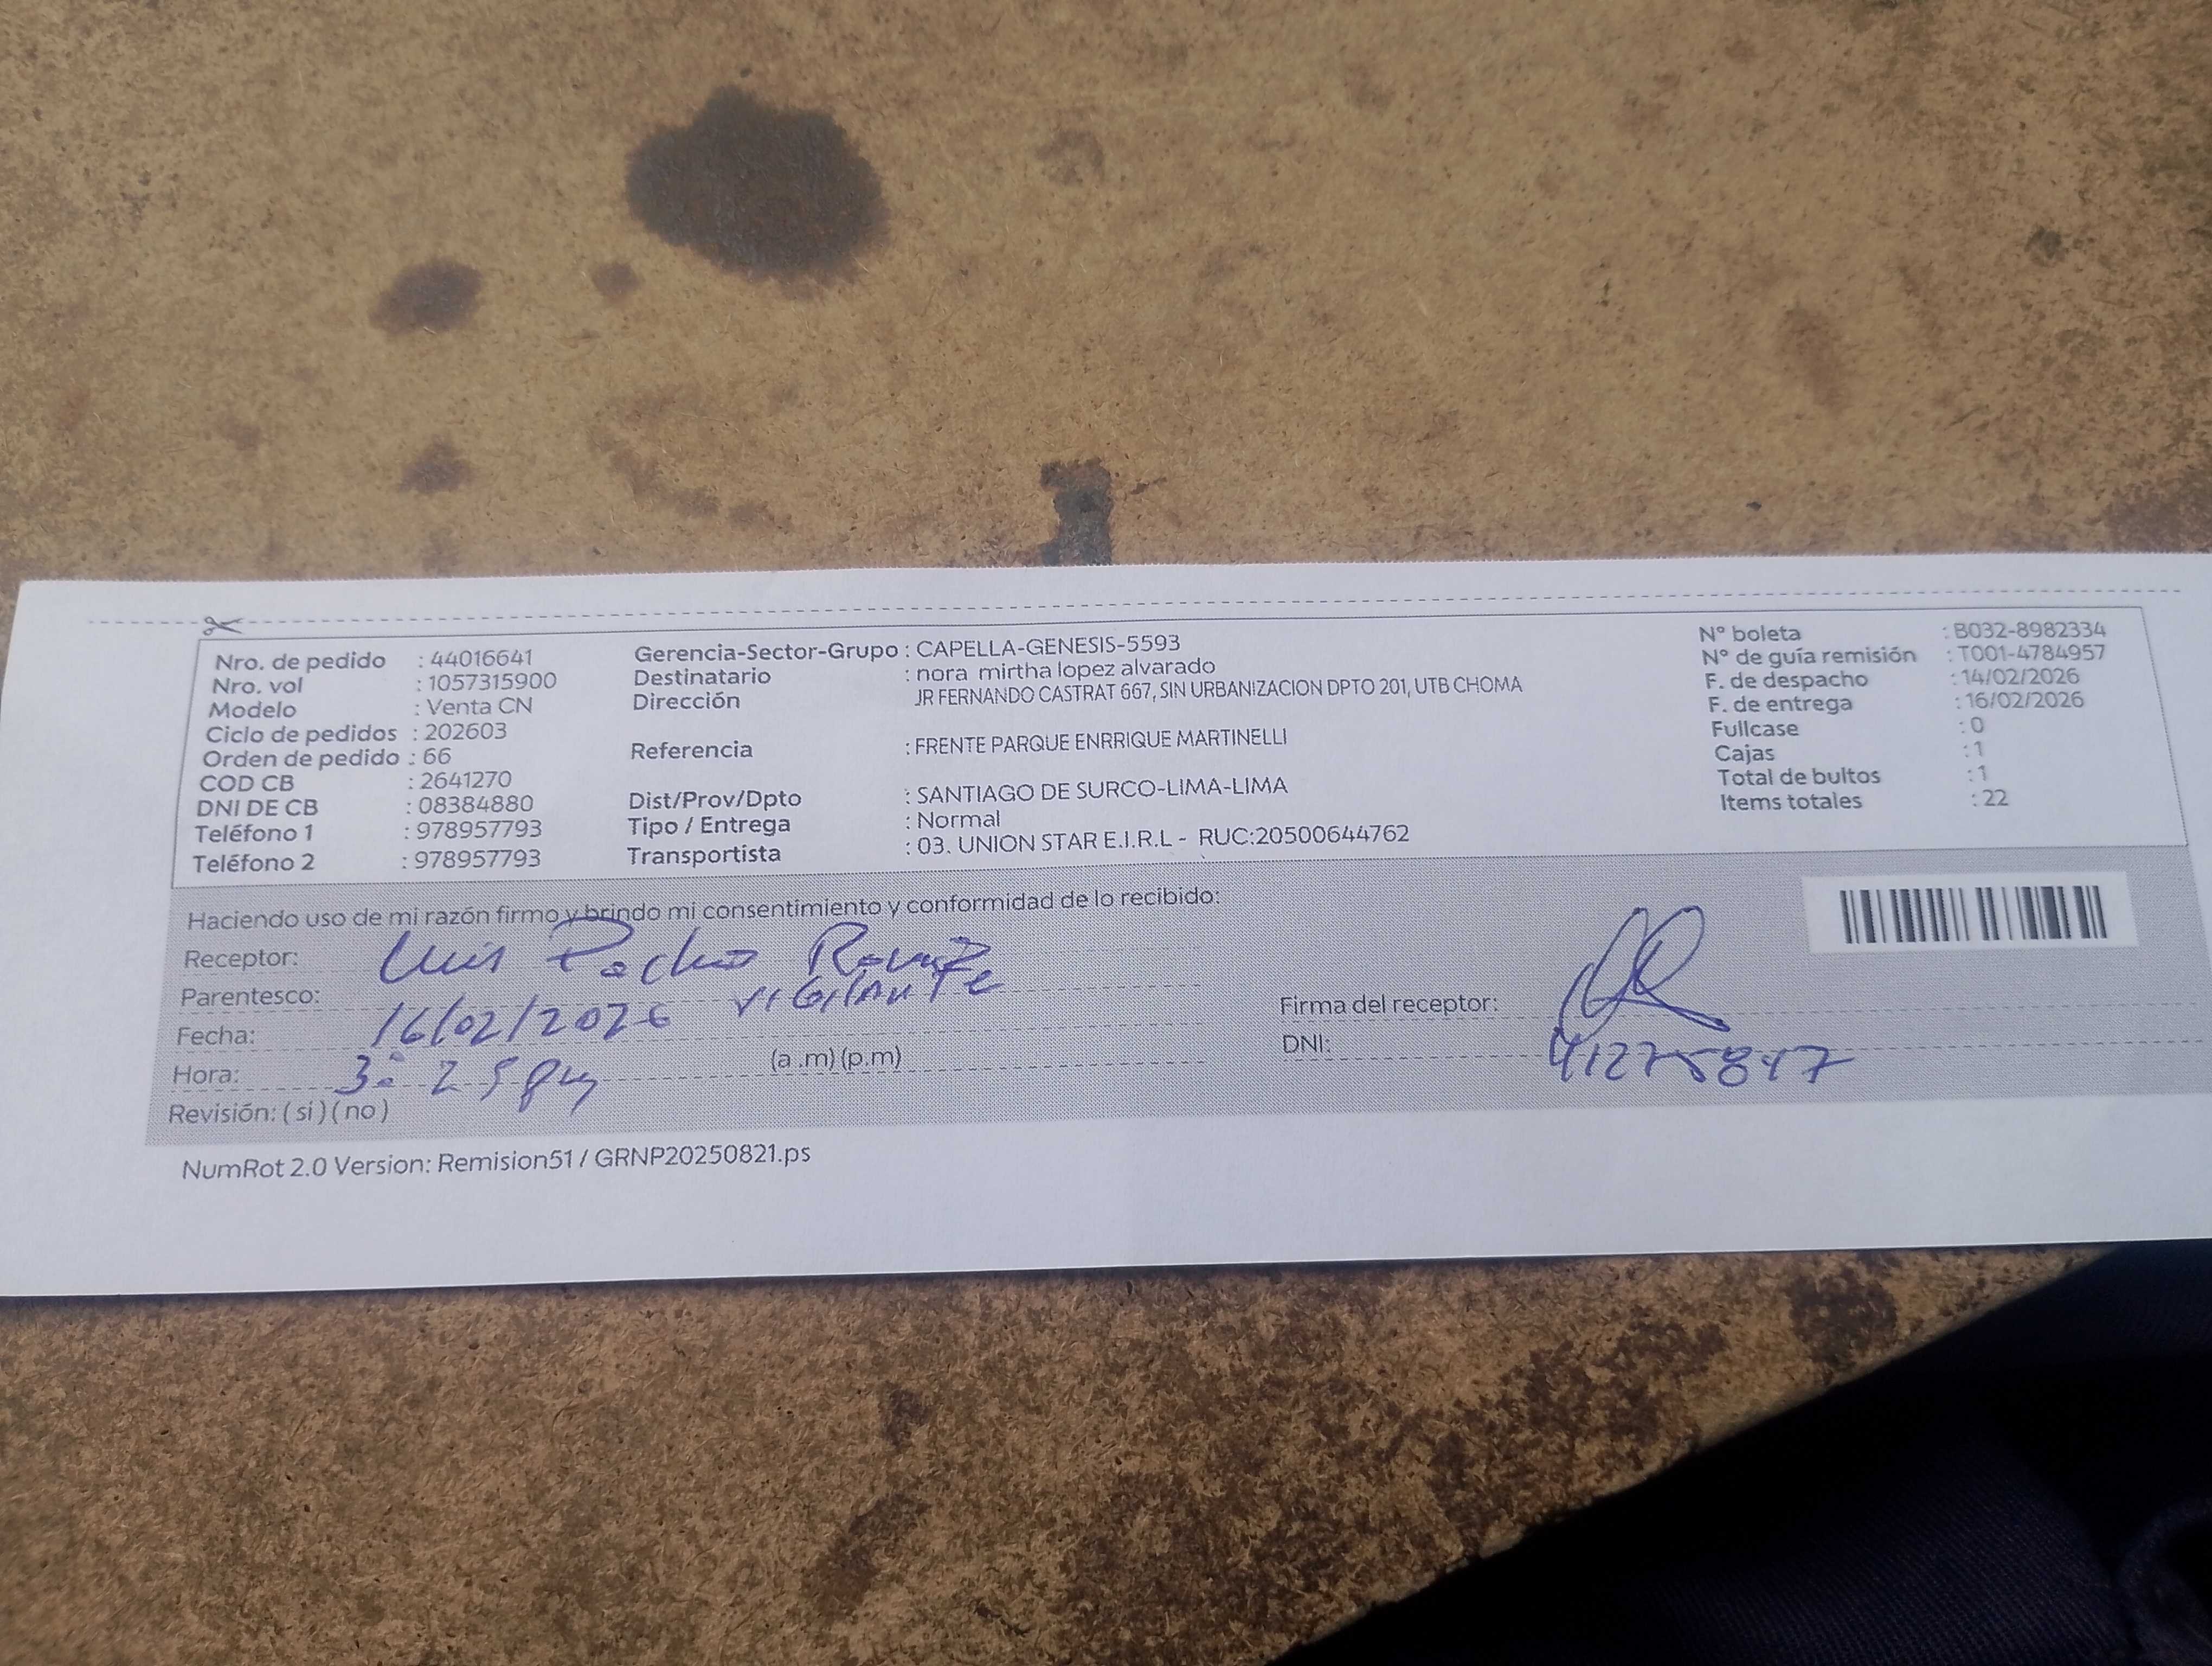 Nro. de pedido : 44016641
Nro. vol : 1057315900
Modelo : Venta CN
Ciclo de pedidos : 202603
Orden de pedido : 66
COD CB : 2641270
DNI DE CB : 08384880
Teléfono 1 : 978957793
Teléfono 2 : 978957793
Gerencia-Sector-Grupo : CAPELLA-GENESIS-5593
Destinatario : nora mirtha lopez alvarado
Dirección JR FERNANDO CASTRAT 667, SIN URBANIZACION DPTO 201, UTB CHOMA
Referencia : FRENTE PARQUE ENRRIQUE MARTINELLI
Dist/Prov/Dpto : SANTIAGO DE SURCO-LIMA-LIMA
Tipo / Entrega : Normal
Transportista : 03. UNION STAR E.I.R.L - RUC:20500644762
N° boleta : B032-8982334
N° de guía remisión : T001-4784957
F. de despacho : 14/02/2026
F. de entrega : 16/02/2026
Fullcase : 0
Cajas : 1
Total de bultos : 1
Items totales : 22
Haciendo uso de mi razón firmo y brindo mi consentimiento y conformidad de lo recibido:
Receptor: Luis
Parentesco: VIGILANTE
Fecha: 16/02/2026
Hora: 3:25 pm (a.m) (p.m)
Revisión: ( si ) ( no )
Firma del receptor:
DNI:
NumRot 2.0 Version: Remision51 / GRNP20250821.ps